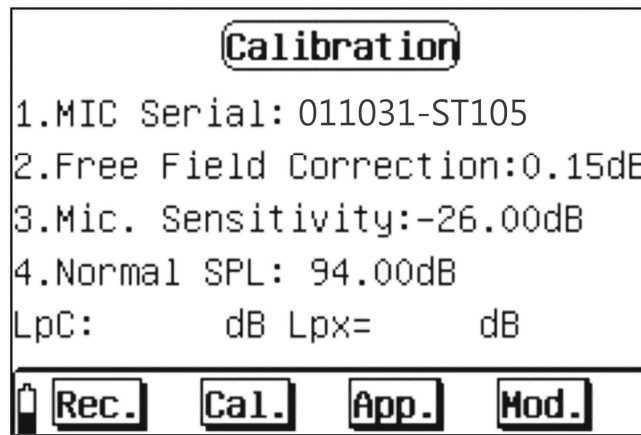 Calibration
1.MIC Serial: 011031-ST105
2.Free Field Correction:0.15dB
3.Mic. Sensitivity:-26.00dB
4.Normal SPL: 94.00dB
LpC: dB Lpx= dB
Rec. Cal. App. Mod.